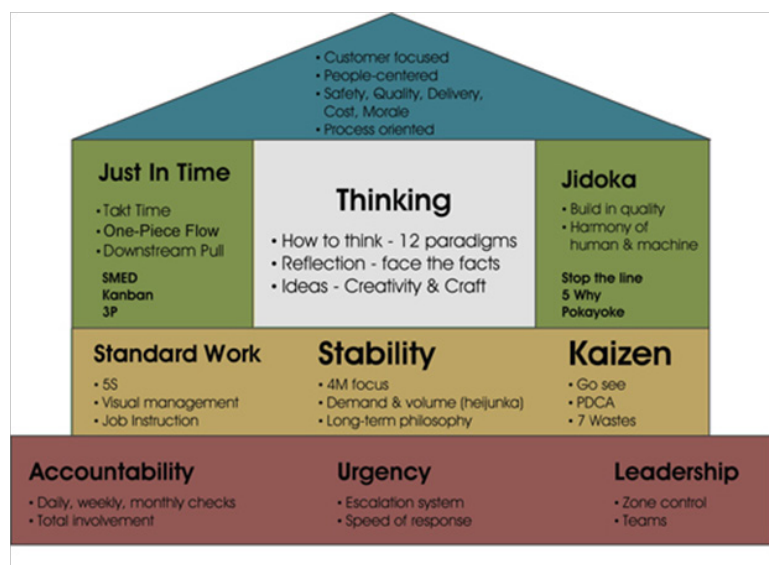 • Customer focused
• People-centered
• Safety, Quality, Delivery,
Cost, Morale
• Process oriented
Just In Time
• Takt Time
• One-Piece Flow
• Downstream Pull
SMED
Kanban
3P
Thinking
• How to think - 12 paradigms
• Reflection - face the facts
• Ideas - Creativity & Craft
Jidoka
• Build in quality
• Harmony of
human & machine
Stop the line
5 Why
Pokayoke
Standard Work
• 5S
• Visual management
• Job Instruction
Stability
• 4M focus
• Demand & volume (heijunka)
• Long-term philosophy
Kaizen
• Go see
• PDCA
• 7 Wastes
Accountability
• Daily, weekly, monthly checks
• Total involvement
Urgency
• Escalation system
• Speed of response
Leadership
• Zone control
• Teams